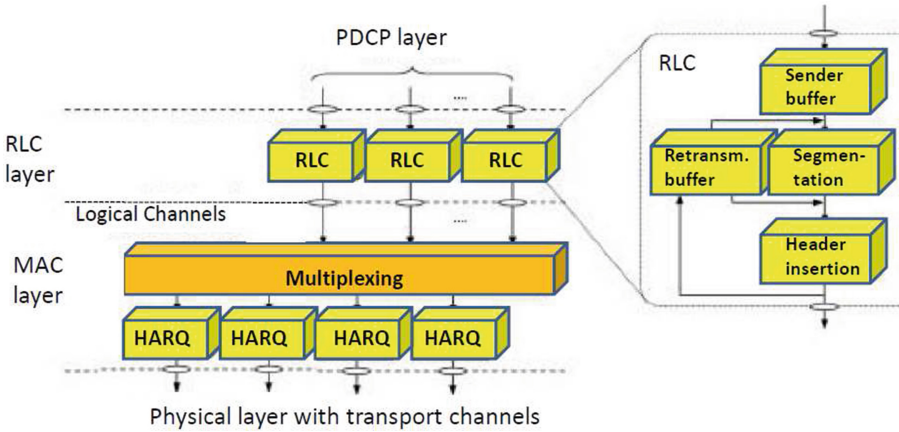 PDCP layer
....
RLC
layer
RLC
RLC
RLC
Logical Channels
....
MAC
layer
Multiplexing
HARQ
HARQ
HARQ
HARQ
Physical layer with transport channels
RLC
Sender
buffer
Retransm.
buffer
Segmen-
tation
Header
insertion